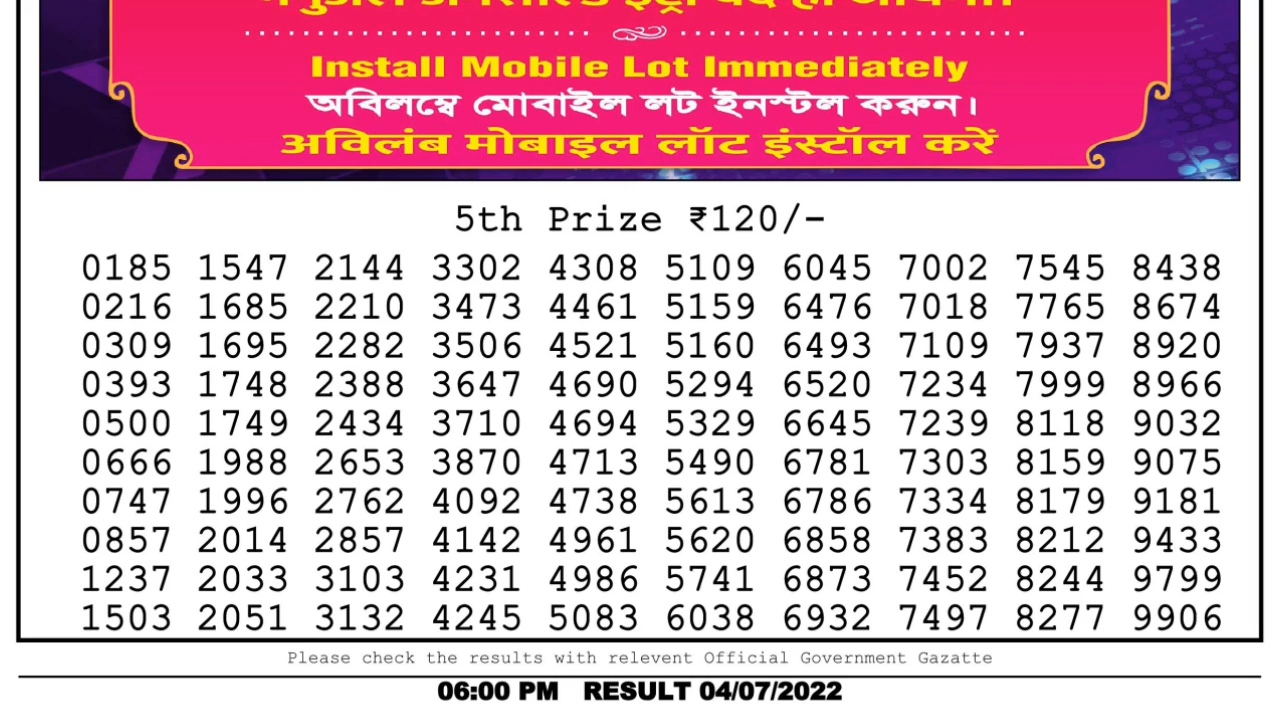 Install Mobile Lot Immediately
অবিলম্বে মোবাইল লট ইনস্টল করুন।
अविलंब मोबाइल लॉट इंस्टॉल करें
5th Prize ₹120/-
0185 1547 2144 3302 4308 5109 6045 7002 7545 8438
0216 1685 2210 3473 4461 5159 6476 7018 7765 8674
0309 1695 2282 3506 4521 5160 6493 7109 7937 8920
0393 1748 2388 3647 4690 5294 6520 7234 7999 8966
0500 1749 2434 3710 4694 5329 6645 7239 8118 9032
0666 1988 2653 3870 4713 5490 6781 7303 8159 9075
0747 1996 2762 4092 4738 5613 6786 7334 8179 9181
0857 2014 2857 4142 4961 5620 6858 7383 8212 9433
1237 2033 3103 4231 4986 5741 6873 7452 8244 9799
1503 2051 3132 4245 5083 6038 6932 7497 8277 9906
Please check the results with relevent Official Government Gazatte
06:00 PM RESULT 04/07/2022